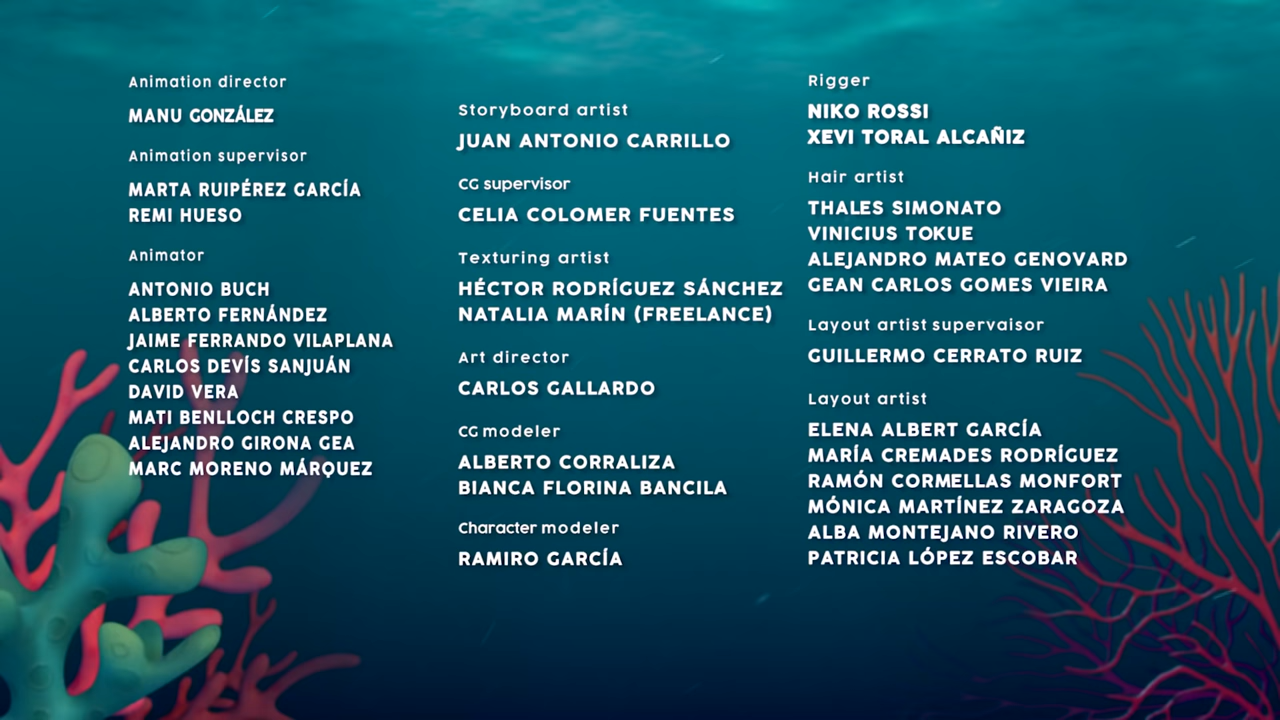 Animation director
MANU GONZÁLEZ
Animation supervisor
MARTA RUIPÉREZ GARCÍA
REMI HUESO
Animator
ANTONIO BUCH
ALBERTO FERNÁNDEZ
JAIME FERRANDO VILAPLANA
CARLOS DEVÍS SANJUÁN
DAVID VERA
MATI BENLLOCH CRESPO
ALEJANDRO GIRONA GEA
MARC MORENO MÁRQUEZ
Storyboard artist
JUAN ANTONIO CARRILLO
CG supervisor
CELIA COLOMER FUENTES
Texturing artist
HÉCTOR RODRÍGUEZ SÁNCHEZ
NATALIA MARÍN (FREELANCE)
Art director
CARLOS GALLARDO
CG modeler
ALBERTO CORRALIZA
BIANCA FLORINA BANCILA
Character modeler
RAMIRO GARCÍA
Rigger
NIKO ROSSI
XEVI TORAL ALCAÑIZ
Hair artist
THALES SIMONATO
VINICIUS TOKUE
ALEJANDRO MATEO GENOVARD
GEAN CARLOS GOMES VIEIRA
Layout artist supervaisor
GUILLERMO CERRATO RUIZ
Layout artist
ELENA ALBERT GARCÍA
MARÍA CREMADES RODRÍGUEZ
RAMÓN CORMELLAS MONFORT
MÓNICA MARTÍNEZ ZARAGOZA
ALBA MONTEJANO RIVERO
PATRICIA LÓPEZ ESCOBAR